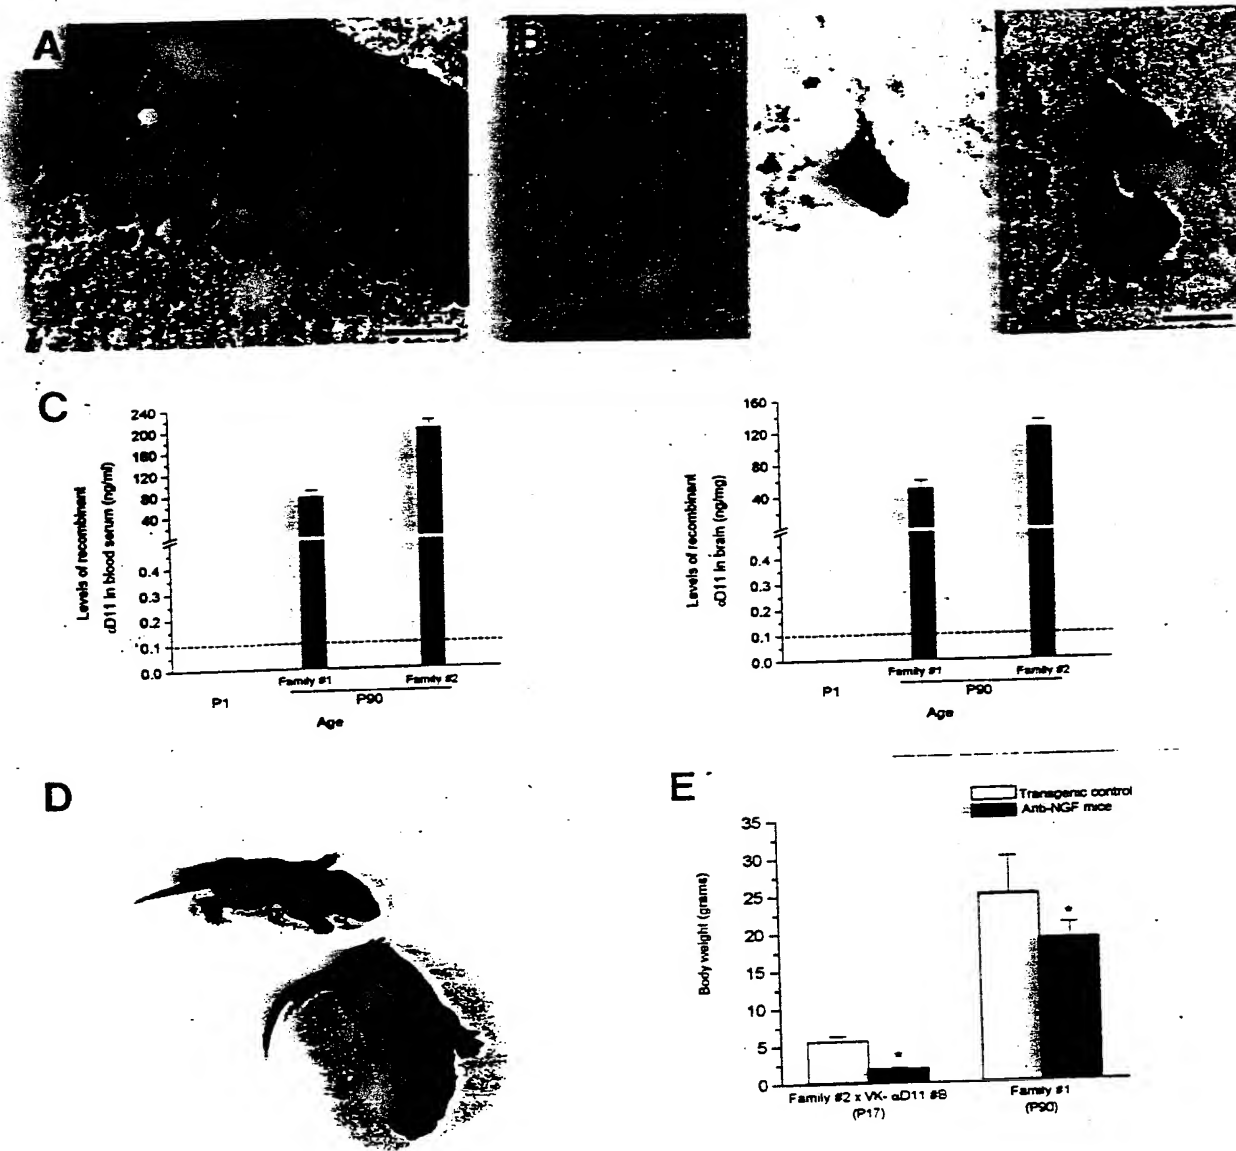 A
B
C
Levels of recombinant
αD11 in blood serum (ng/ml)
240
200
160
120
80
40
0.4
0.3
0.2
0.1
0.0
Family #1
Family #2
P1
P90
Age
Levels of recombinant
αD11 in brain (ng/mg)
160
120
80
40
0.4
0.3
0.2
0.1
0.0
Family #1
Family #2
P1
P90
Age
D
E
Transgenic control
Anti-NGF mice
Body weight (grams)
35
30
25
20
15
10
5
0
*
*
Family #2 x VK- αD11 #B
(P17)
Family #1
(P90)